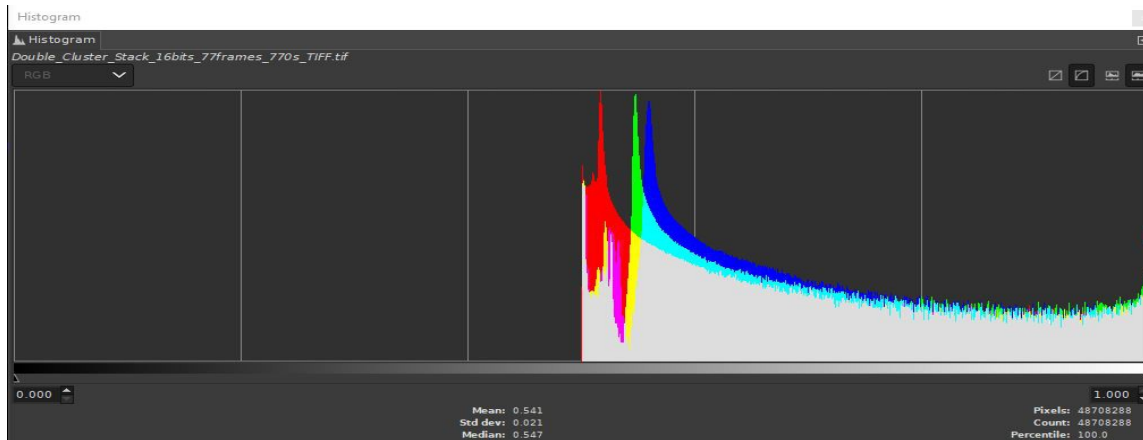 Histogram
Histogram
Double_Cluster_Stack_16bits_77frames_770s_TIFF.tif
RGB
0.000 1.000
Mean: 0.541 Pixels: 48708288
Std dev: 0.021 Count: 48708288
Median: 0.547 Percentile: 100.0